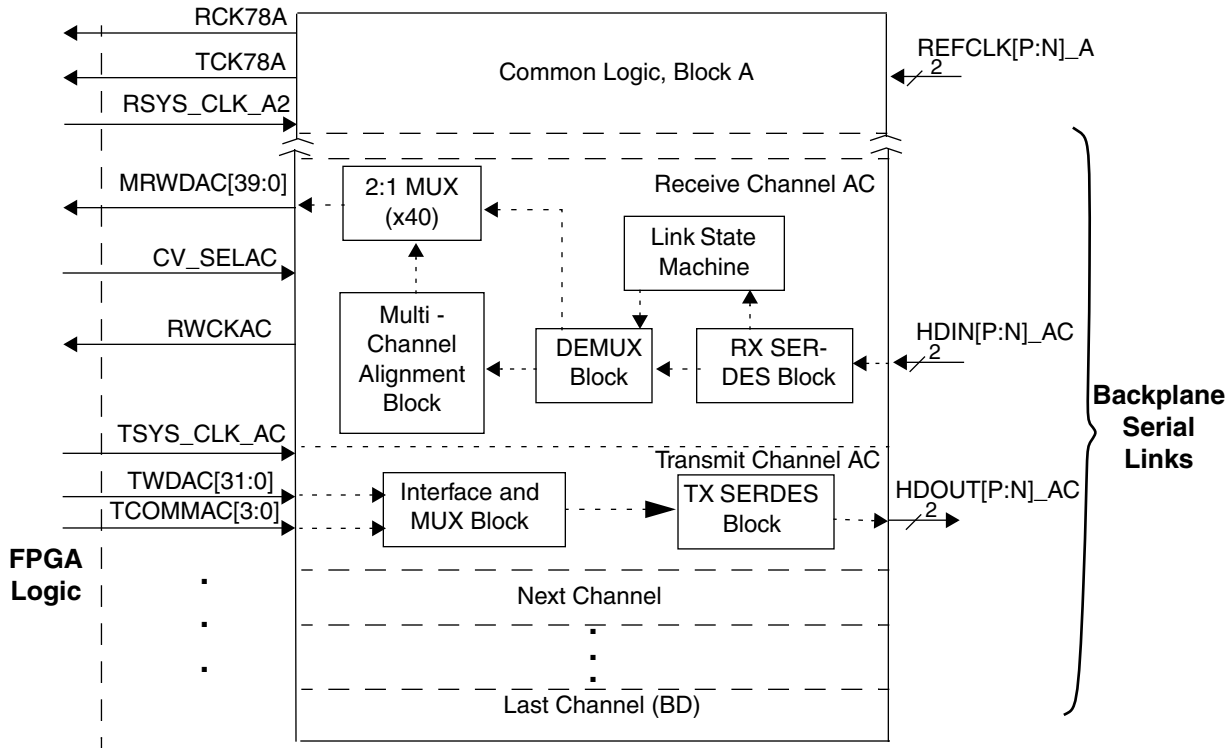 RCK78A
TCK78A
RSYS_CLK_A2
Common Logic, Block A
REFCLK[P:N]_A
2
MRWDAC[39:0]
CV_SELAC
RWCKAC
Receive Channel AC
2:1 MUX
(x40)
Link State
Machine
Multi -
Channel
Alignment
Block
DEMUX
Block
RX SER-
DES Block
HDIN[P:N]_AC
2
Backplane
Serial
Links
TSYS_CLK_AC
TWDAC[31:0]
TCOMMAC[3:0]
Transmit Channel AC
Interface and
MUX Block
TX SERDES
Block
HDOUT[P:N]_AC
2
FPGA
Logic
Next Channel
Last Channel (BD)